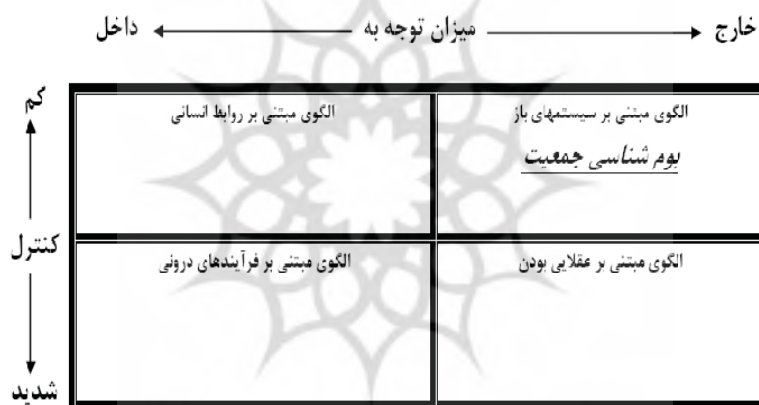 خارج میزان توجه به داخل
کم
الگوی مبتنی بر سیستمهای باز
بوم شناسی جمعیت
الگوی مبتنی بر روابط انسانی
کنترل
الگوی مبتنی بر عقلایی بودن
الگوی مبتنی بر فرآیندهای درونی
شدید